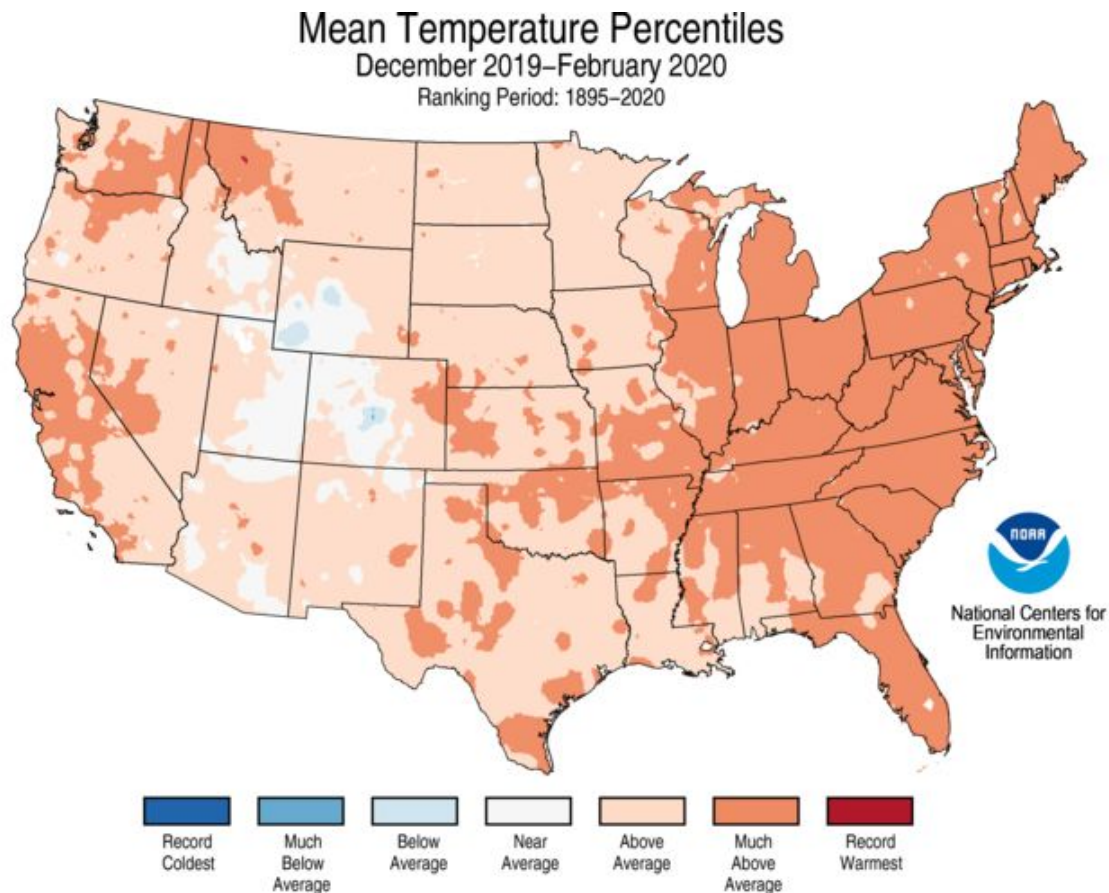 Mean Temperature Percentiles
December 2019–February 2020
Ranking Period: 1895–2020
NOAA
National Centers for
Environmental
Information
Record
Coldest
Much
Below
Average
Below
Average
Near
Average
Above
Average
Much
Above
Average
Record
Warmest